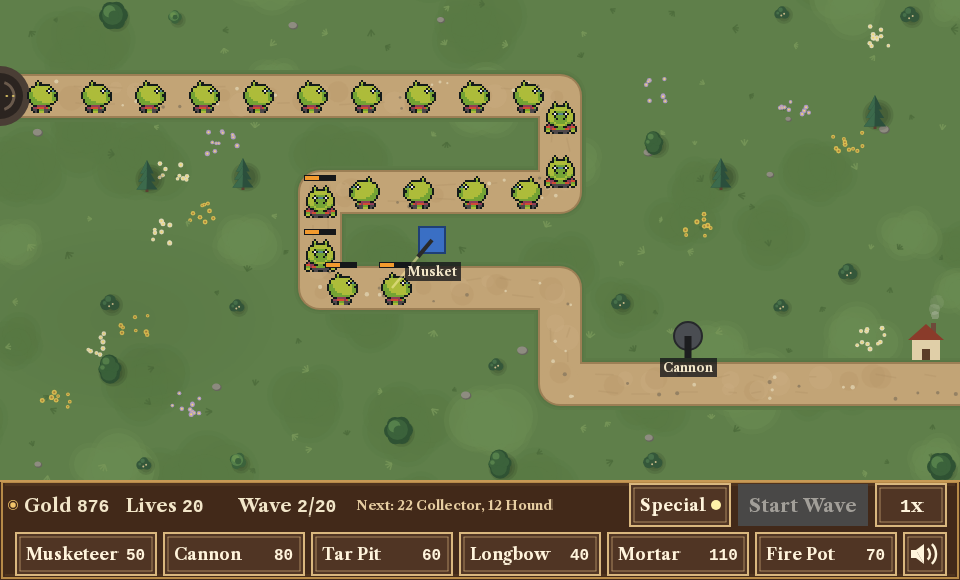 Musket
Cannon
Gold 876 Lives 20 Wave 2/20 Next: 22 Collector, 12 Hound Special Start Wave 1x
Musketeer 50 Cannon 80 Tar Pit 60 Longbow 40 Mortar 110 Fire Pot 70